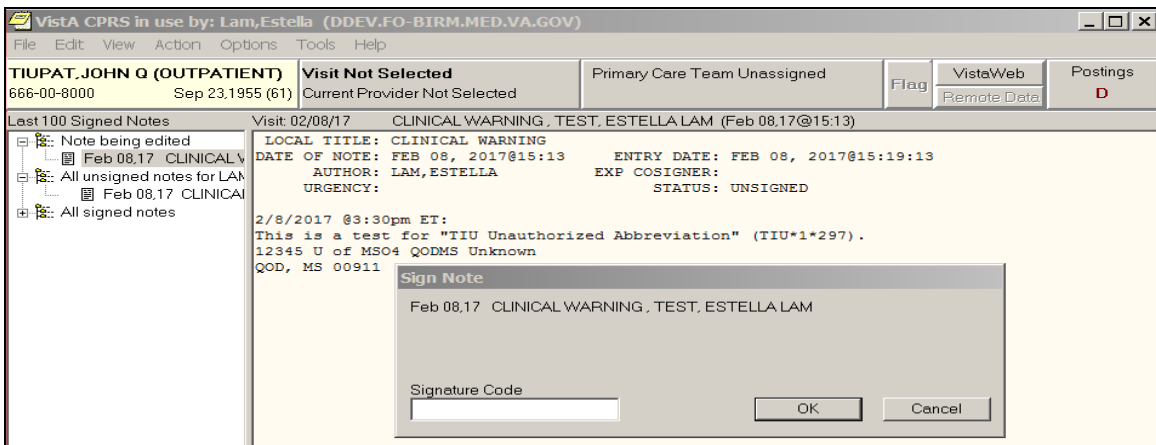 VistA CPRS in use by: Lam,Estella (DDEV.FO-BIRM.MED.VA.GOV)
File Edit View Action Options Tools Help
TIUPAT,JOHN Q (OUTPATIENT) Visit Not Selected Primary Care Team Unassigned Flag VistaWeb Postings
666-00-8000 Sep 23,1955 (61) Current Provider Not Selected Remote Data D
Last 100 Signed Notes Visit: 02/08/17 CLINICAL WARNING , TEST, ESTELLA LAM (Feb 08,17@15:13)
Note being edited
Feb 08,17 CLINICAL V
All unsigned notes for LAM
Feb 08,17 CLINICAL
All signed notes
LOCAL TITLE: CLINICAL WARNING
DATE OF NOTE: FEB 08, 2017@15:13 ENTRY DATE: FEB 08, 2017@15:19:13
AUTHOR: LAM,ESTELLA EXP COSIGNER:
URGENCY: STATUS: UNSIGNED
2/8/2017 @3:30pm ET:
This is a test for "TIU Unauthorized Abbreviation" (TIU*1*297).
12345 U of MSO4 QODMS Unknown
QOD, MS 00911
Sign Note
Feb 08,17 CLINICAL WARNING , TEST, ESTELLA LAM
Signature Code
OK Cancel